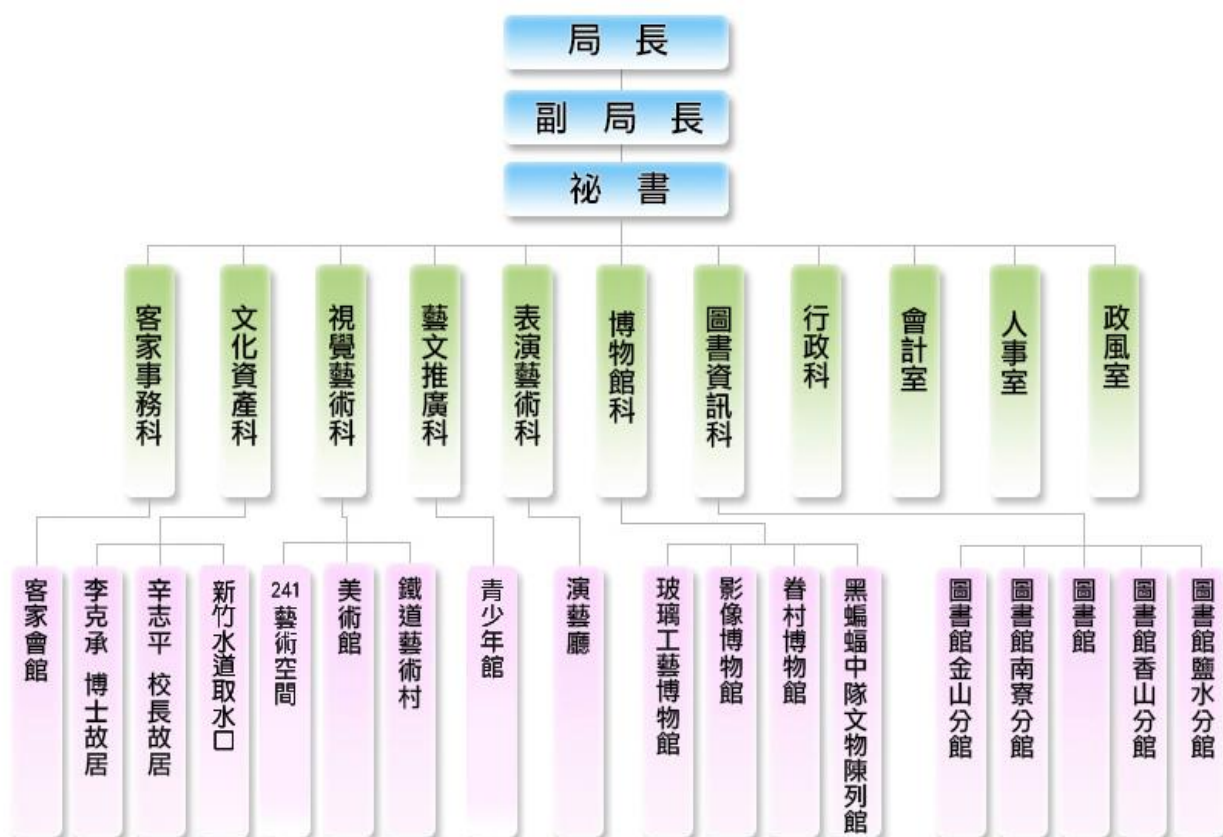 局 長
副 局 長
祕 書
客家事務科
文化資產科
視覺藝術科
藝文推廣科
表演藝術科
博物館科
圖書資訊科
行政科
會計室
人事室
政風室
客家會館
李克承 博士故居
辛志平 校長故居
新竹水道取水口
241藝術空間
美術館
鐵道藝術村
青少年館
演藝廳
玻璃工藝博物館
影像博物館
眷村博物館
黑蝙蝠中隊文物陳列館
圖書館金山分館
圖書館南寮分館
圖書館
圖書館香山分館
圖書館鹽水分館